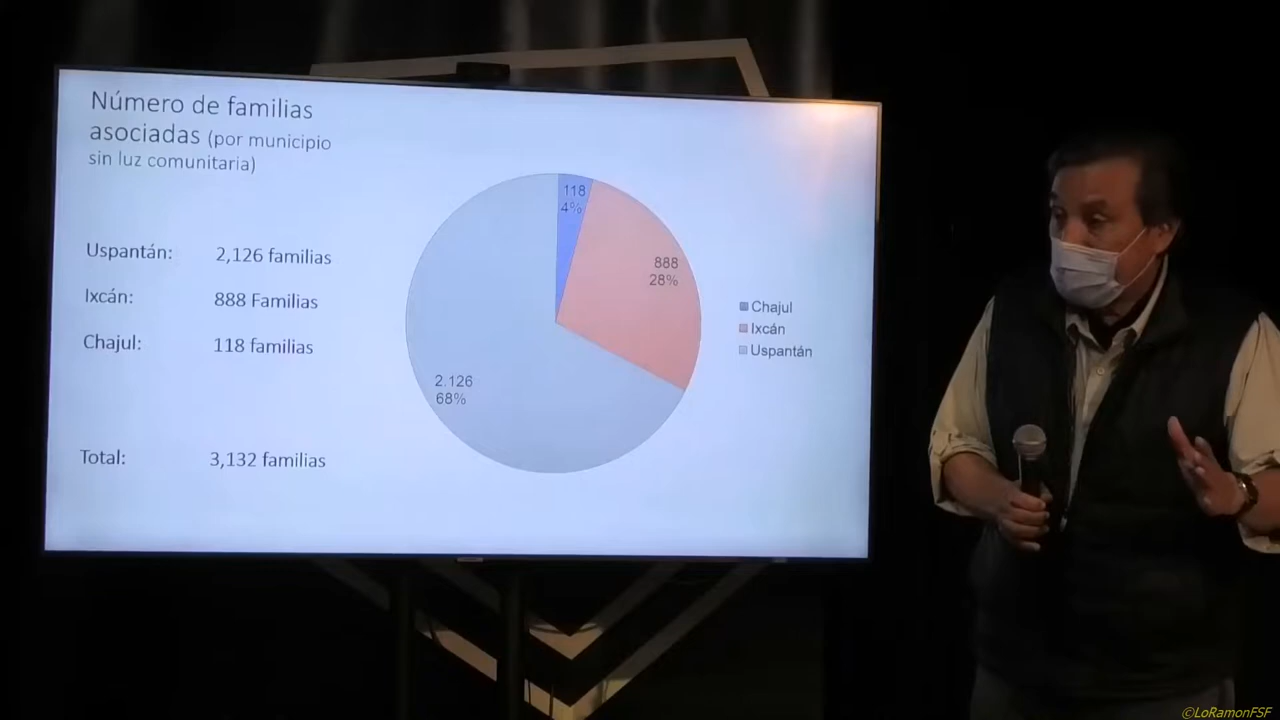 Número de familias
asociadas (por municipio
sin luz comunitaria)
Uspantán: 2,126 familias
Ixcán: 888 Familias
Chajul: 118 familias
Total: 3,132 familias
118
4%
888
28%
2.126
68%
Chajul
Ixcán
Uspantán
©LoRamonFSF